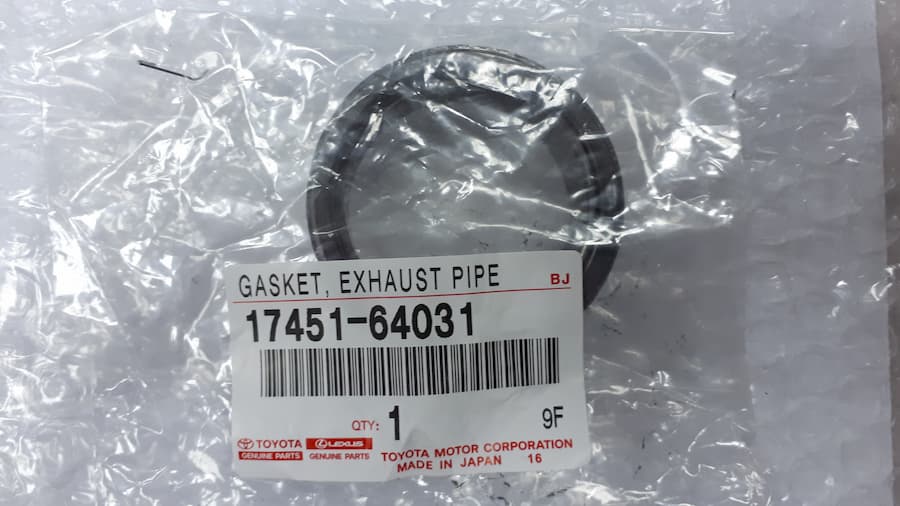 GASKET, EXHAUST PIPE BJ
17451-64031
QTY: 1 9F
TOYOTA LEXUS TOYOTA MOTOR CORPORATION
GENUINE PARTS GENUINE PARTS MADE IN JAPAN 16